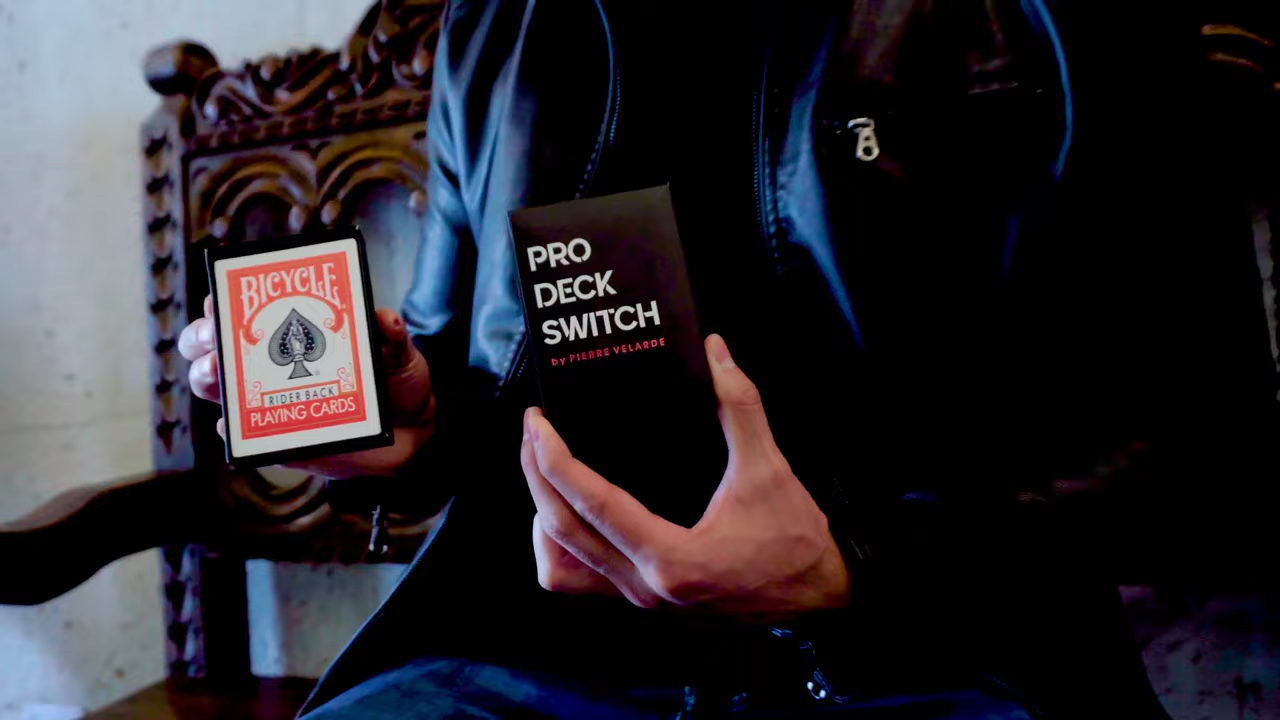 BICYCLE
RIDER BACK
PLAYING CARDS
PRO
DECK
SWITCH
by PIERRE VELARDE